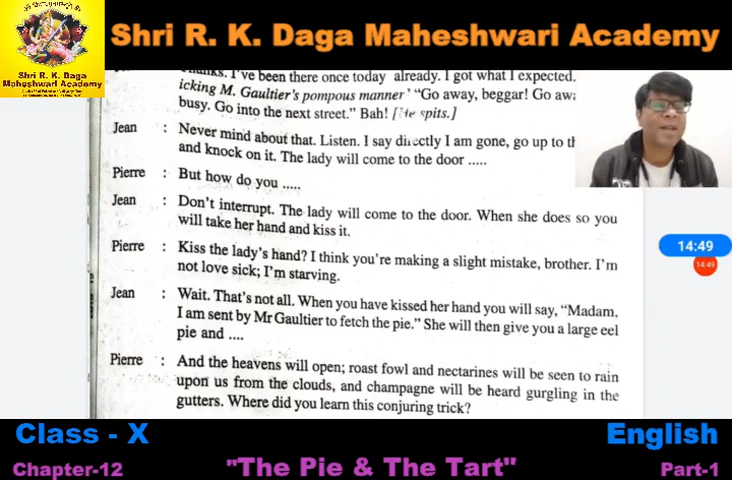 Shri R. K. Daga Maheshwari Academy
Shri R. K. Daga
Maheshwari Academy
Thanks. I've been there once today already. I got what I expected.
icking M. Gaultier's pompous manner' "Go away, beggar! Go
busy. Go into the next street." Bah! [He spits.]
Jean : Never mind about that. Listen. I say directly I am gone, go up to
and knock on it. The lady will come to the door .....
Pierre : But how do you .....
Jean : Don't interrupt. The lady will come to the door. When she does so you
will take her hand and kiss it.
Pierre : Kiss the lady's hand? I think you're making a slight mistake, brother. I'm
not love sick; I'm starving.
Jean : Wait. That's not all. When you have kissed her hand you will say, "Madam,
I am sent by Mr Gaultier to fetch the pie." She will then give you a large eel
pie and ....
Pierre : And the heavens will open; roast fowl and nectarines will be seen to rain
upon us from the clouds, and champagne will be heard gurgling in the
gutters. Where did you learn this conjuring trick?
14:49
14:49
Class - X
English
Chapter-12
"The Pie & The Tart"
Part-1